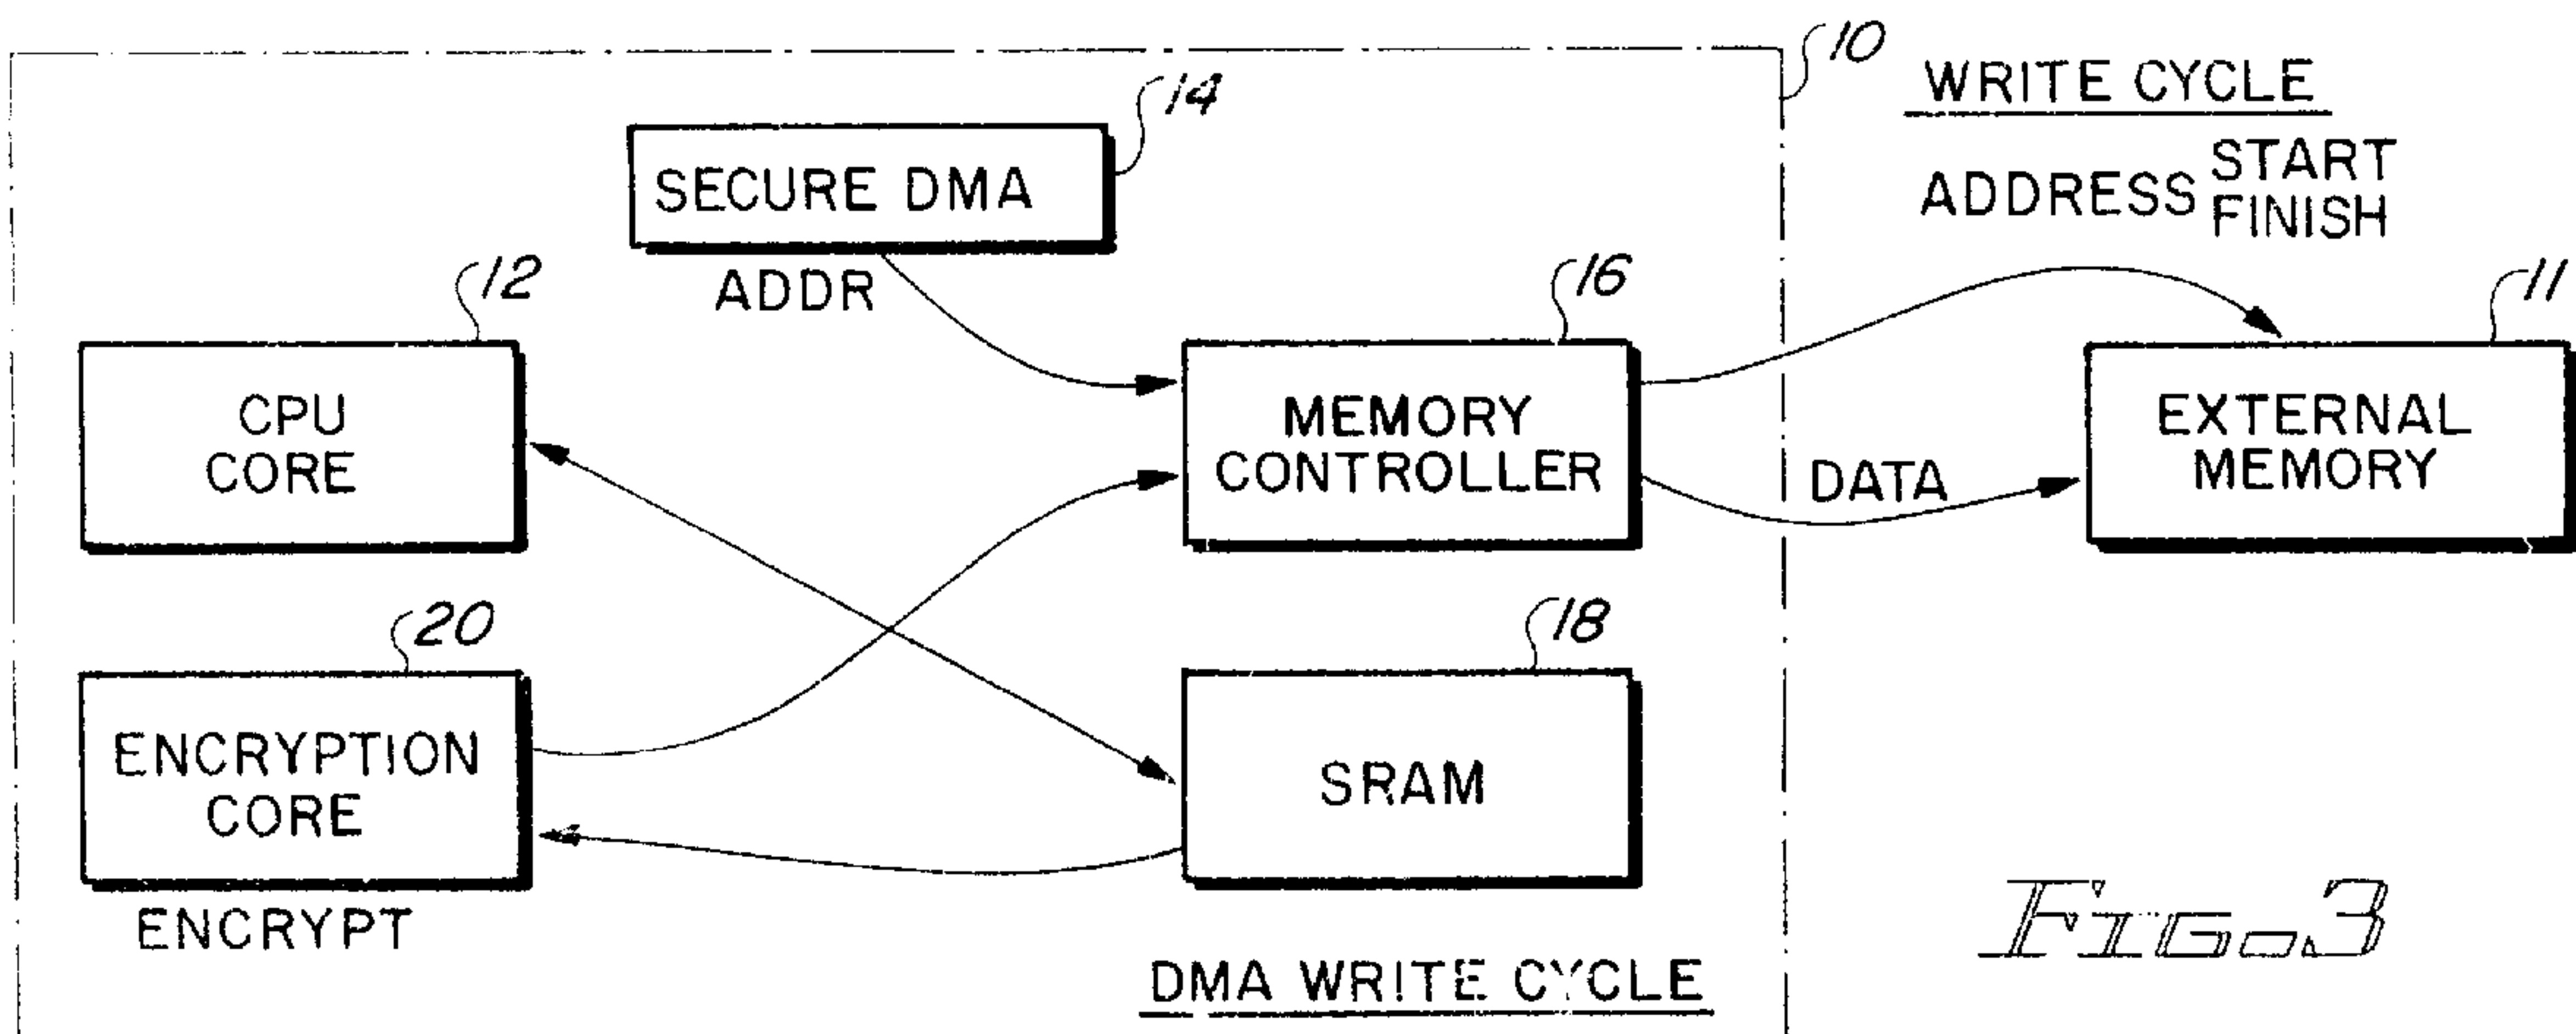 10
WRITE CYCLE
14
SECURE DMA
ADDRESS START
FINISH
ADDR
12
16
11
CPU
CORE
MEMORY
CONTROLLER
EXTERNAL
MEMORY
DATA
20
18
ENCRYPTION
CORE
SRAM
ENCRYPT
DMA WRITE CYCLE
FIG. 3